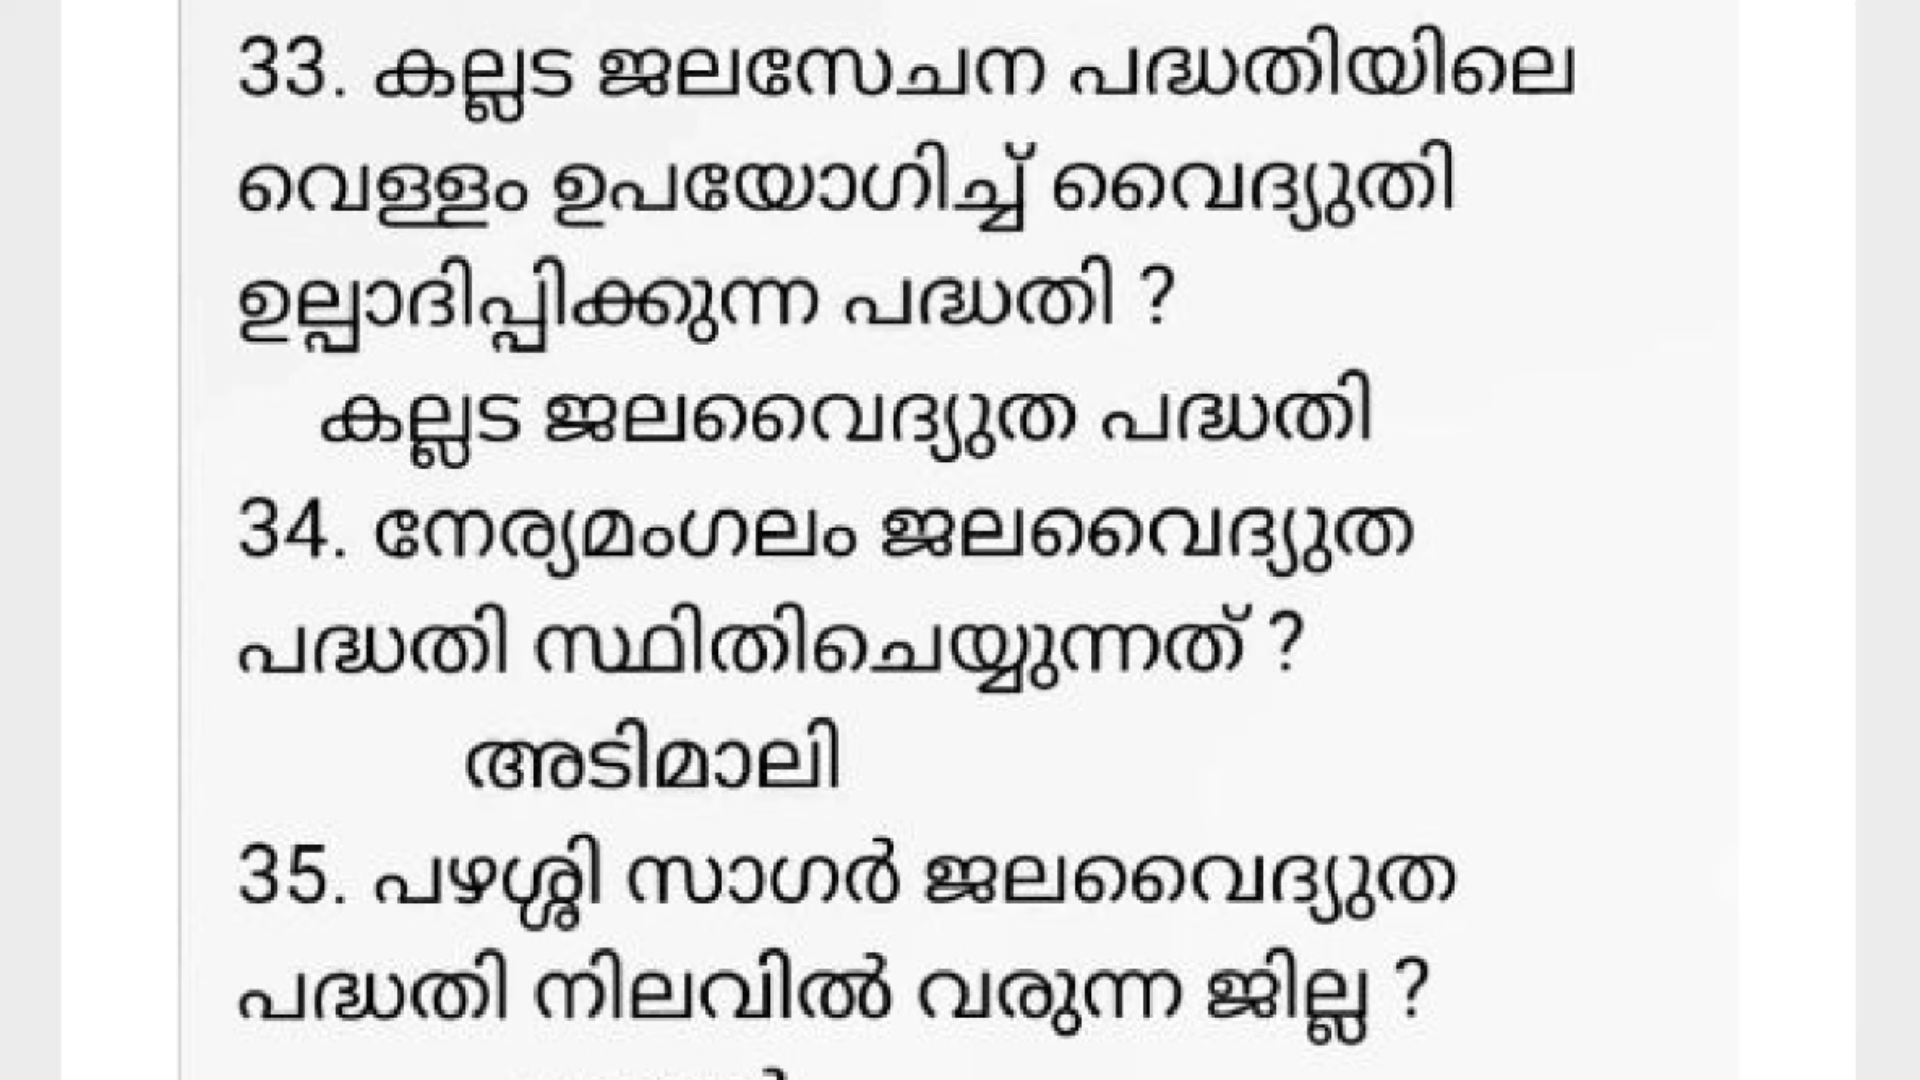 33. കല്ലട ജലസേചന പദ്ധതിയിലെ
വെള്ളം ഉപയോഗിച്ച് വൈദ്യുതി
ഉല്പാദിപ്പിക്കുന്ന പദ്ധതി ?
കല്ലട ജലവൈദ്യുത പദ്ധതി
34. നേര്യമംഗലം ജലവൈദ്യുത
പദ്ധതി സ്ഥിതിചെയ്യുന്നത് ?
അടിമാലി
35. പഴശ്ശി സാഗർ ജലവൈദ്യുത
പദ്ധതി നിലവിൽ വരുന്ന ജില്ല ?